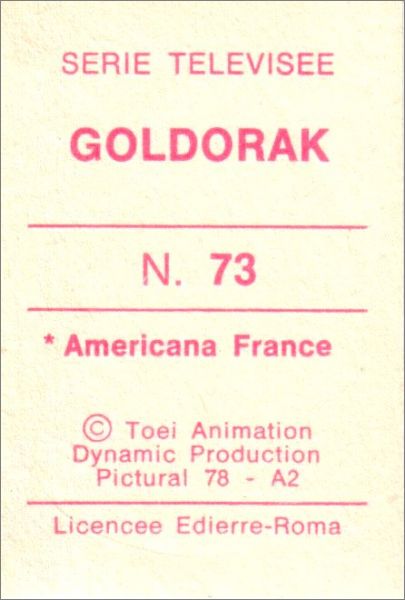 SERIE TELEVISEE
GOLDORAK
N. 73
* Americana France
© Toei Animation
Dynamic Production
Pictural 78 - A2
Licencee Edierre-Roma